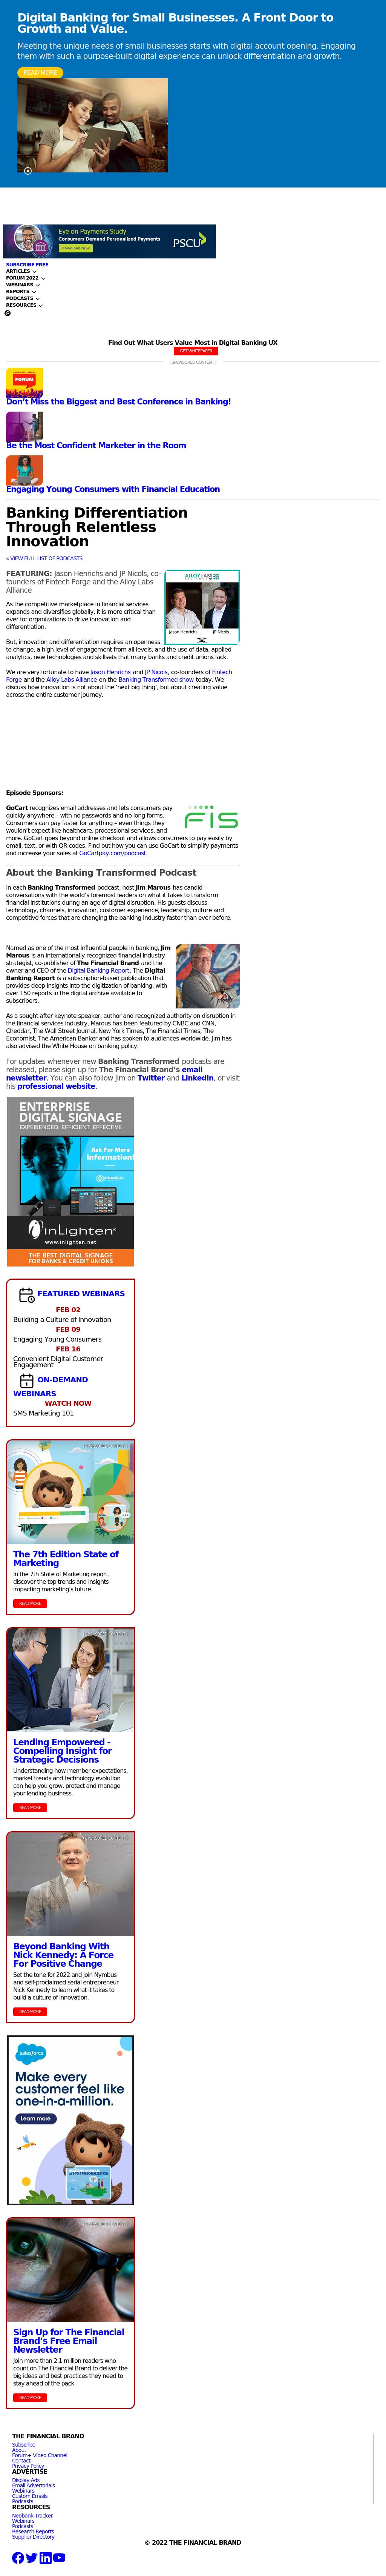 Digital Banking for Small Businesses. A Front Door to
Growth and Value.
Meeting the unique needs of small businesses starts with digital account opening. Engaging
them with such a purpose-built digital experience can unlock differentiation and growth.
READ MORE
Eye on Payments Study
Consumers Demand Personalized Payments
Download Now
PSCU
SUBSCRIBE FREE
ARTICLES
FORUM 2022
WEBINARS
REPORTS
PODCASTS
RESOURCES
Find Out What Users Value Most in Digital Banking UX
GET WHITEPAPER
( SPONSORED CONTENT )
FORUM
Don’t Miss the Biggest and Best Conference in Banking!
Be the Most Confident Marketer in the Room
Engaging Young Consumers with Financial Education
Banking Differentiation
Through Relentless
Innovation
< VIEW FULL LIST OF PODCASTS
FEATURING: Jason Henrichs and JP Nicols, co-
founders of Fintech Forge and the Alloy Labs
Alliance
ALLOY LABS
Jason Henrichs JP Nicols
As the competitive marketplace in financial services
diversifies globally, it is more critical than
ever for organizations to drive innovation and
differentiation.
But, innovation and differentiation requires an openness
to change, a high level of engagement from all levels, and the use of data, applied
analytics, new technologies and skillsets that many banks and credit unions lack.
We are very fortunate to have Jason Henrichs and JP Nicols, co-founders of Fintech
Forge and the Alloy Labs Alliance on the Banking Transformed show today. We
discuss how innovation is not about the ‘next big thing’, but about creating value
across the entire customer journey.
Episode Sponsors:
GoCart recognizes email addresses and lets consumers pay
quickly anywhere – with no passwords and no long forms.
Consumers can pay faster for anything – even things they
wouldn’t expect like healthcare, processional services, and
more. GoCart goes beyond online checkout and allows consumers to pay easily by
email, text, or with QR codes. Find out how you can use GoCart to simplify payments
and increase your sales at GoCartpay.com/podcast.
FIS
About the Banking Transformed Podcast
In each Banking Transformed podcast, host Jim Marous has candid
conversations with the world’s foremost leaders on what it takes to transform
financial institutions during an age of digital disruption. His guests discuss
technology, channels, innovation, customer experience, leadership, culture and
competitive forces that are changing the banking industry faster than ever before.
Named as one of the most influential people in banking, Jim
Marous is an internationally recognized financial industry
strategist, co-publisher of The Financial Brand and the
owner and CEO of the Digital Banking Report. The Digital
Banking Report is a subscription-based publication that
provides deep insights into the digitization of banking, with
over 150 reports in the digital archive available to
subscribers.
As a sought after keynote speaker, author and recognized authority on disruption in
the financial services industry, Marous has been featured by CNBC and CNN,
Cheddar, The Wall Street Journal, New York Times, The Financial Times, The
Economist, The American Banker and has spoken to audiences worldwide. Jim has
also advised the White House on banking policy.
For updates whenever new Banking Transformed podcasts are
released, please sign up for The Financial Brand’s email
newsletter. You can also follow Jim on Twitter and LinkedIn, or visit
his professional website.
ENTERPRISE
DIGITAL SIGNAGE
EXPERIENCED. EFFICIENT. EFFECTIVE.
Ask For More
Information!
inLighten®
www.inlighten.net
THE BEST DIGITAL SIGNAGE
FOR BANKS & CREDIT UNIONS
FEATURED WEBINARS
FEB 02
Building a Culture of Innovation
FEB 09
Engaging Young Consumers
FEB 16
Convenient Digital Customer
Engagement
ON-DEMAND
WEBINARS
WATCH NOW
SMS Marketing 101
The 7th Edition State of
Marketing
In the 7th State of Marketing report,
discover the top trends and insights
impacting marketing’s future.
READ MORE
Lending Empowered -
Compelling Insight for
Strategic Decisions
Understanding how member expectations,
market trends and technology evolution
can help you grow, protect and manage
your lending business.
READ MORE
Beyond Banking With
Nick Kennedy: A Force
For Positive Change
Set the tone for 2022 and join Nymbus
and self-proclaimed serial entrepreneur
Nick Kennedy to learn what it takes to
build a culture of innovation.
READ MORE
salesforce
Make every
customer feel like
one-in-a-million.
Learn more
Sign Up for The Financial
Brand’s Free Email
Newsletter
Join more than 2.1 million readers who
count on The Financial Brand to deliver the
big ideas and best practices they need to
stay ahead of the pack.
READ MORE
THE FINANCIAL BRAND
Subscribe
About
Forum+ Video Channel
Contact
Privacy Policy
ADVERTISE
Display Ads
Email Advertorials
Webinars
Custom Emails
Podcasts
RESOURCES
Neobank Tracker
Webinars
Podcasts
Research Reports
Supplier Directory
© 2022 THE FINANCIAL BRAND